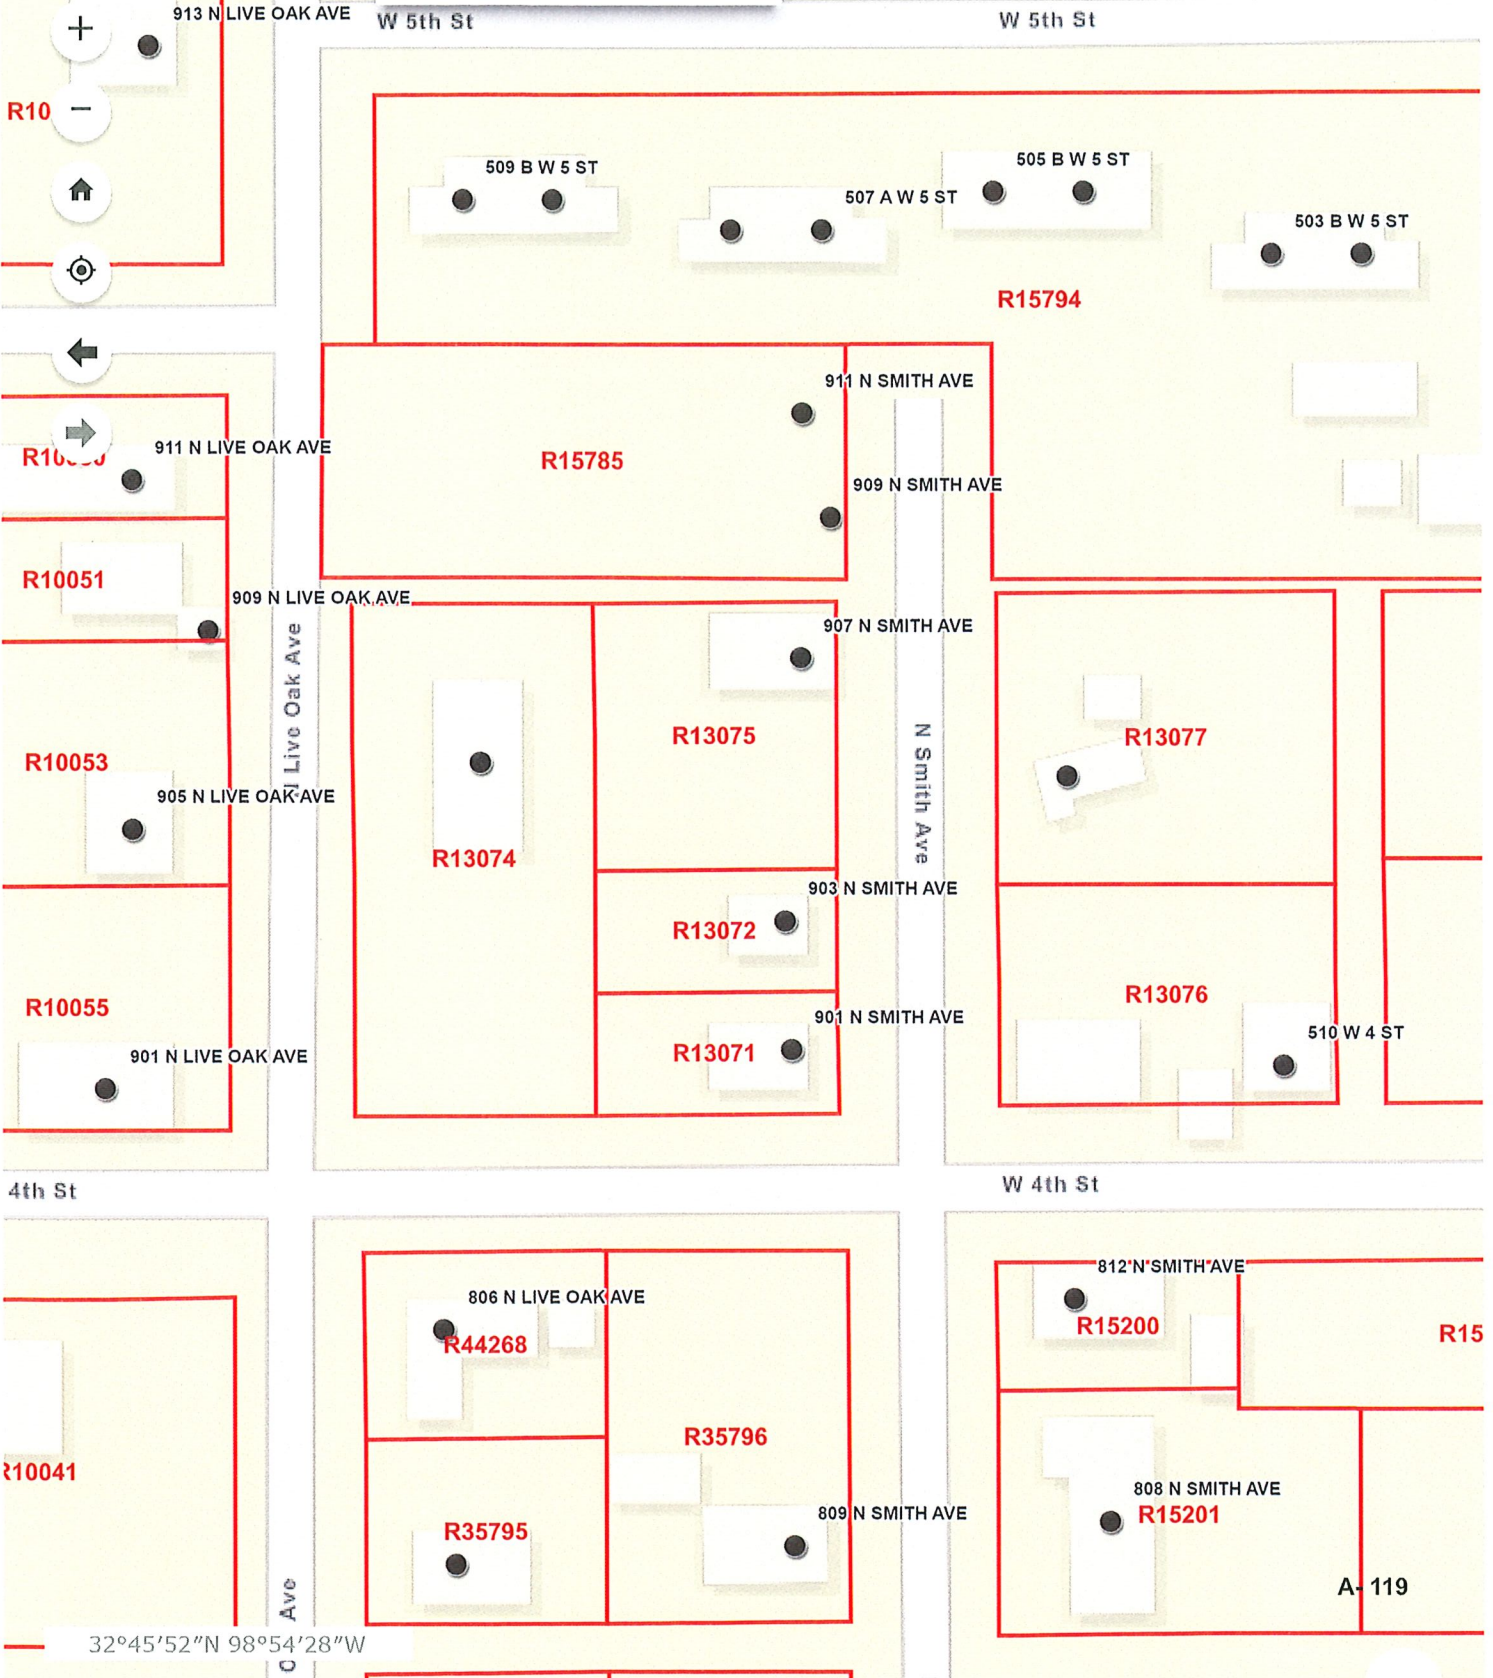 913 N LIVE OAK AVE
W 5th St
W 5th St
R10
509 B W 5 ST
507 A W 5 ST
505 B W 5 ST
503 B W 5 ST
R15794
911 N SMITH AVE
911 N LIVE OAK AVE
R15785
909 N SMITH AVE
R10051
909 N LIVE OAK AVE
907 N SMITH AVE
N Live Oak Ave
N Smith Ave
R13075
R13077
R10053
905 N LIVE OAK AVE
R13074
903 N SMITH AVE
R13072
R13076
R10055
901 N SMITH AVE
510 W 4 ST
R13071
901 N LIVE OAK AVE
4th St
W 4th St
812 N SMITH AVE
806 N LIVE OAK AVE
R15200
R15
R44268
R35796
R10041
808 N SMITH AVE
R15201
809 N SMITH AVE
R35795
A- 119
Ave
32°45'52"N 98°54'28"W